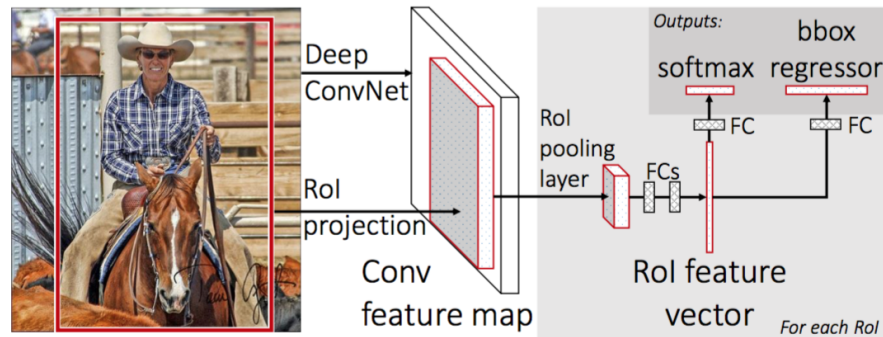 Deep
ConvNet
RoI
projection
Conv
feature map
RoI
pooling
layer
FCs
RoI feature
vector
Outputs:
softmax
bbox
regressor
FC
FC
For each RoI